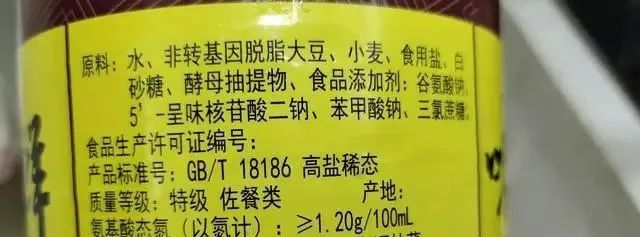 原料：水、非转基因脱脂大豆、小麦、食用盐、白
砂糖、酵母抽提物、食品添加剂：谷氨酸钠、
5'-呈味核苷酸二钠、苯甲酸钠、三氯蔗糖
食品生产许可证编号：
产品标准号：GB/T 18186 高盐稀态
质量等级：特级 佐餐类 产地：
氨基酸态氮（以氮计）：≥1.20g/100mL
鲜